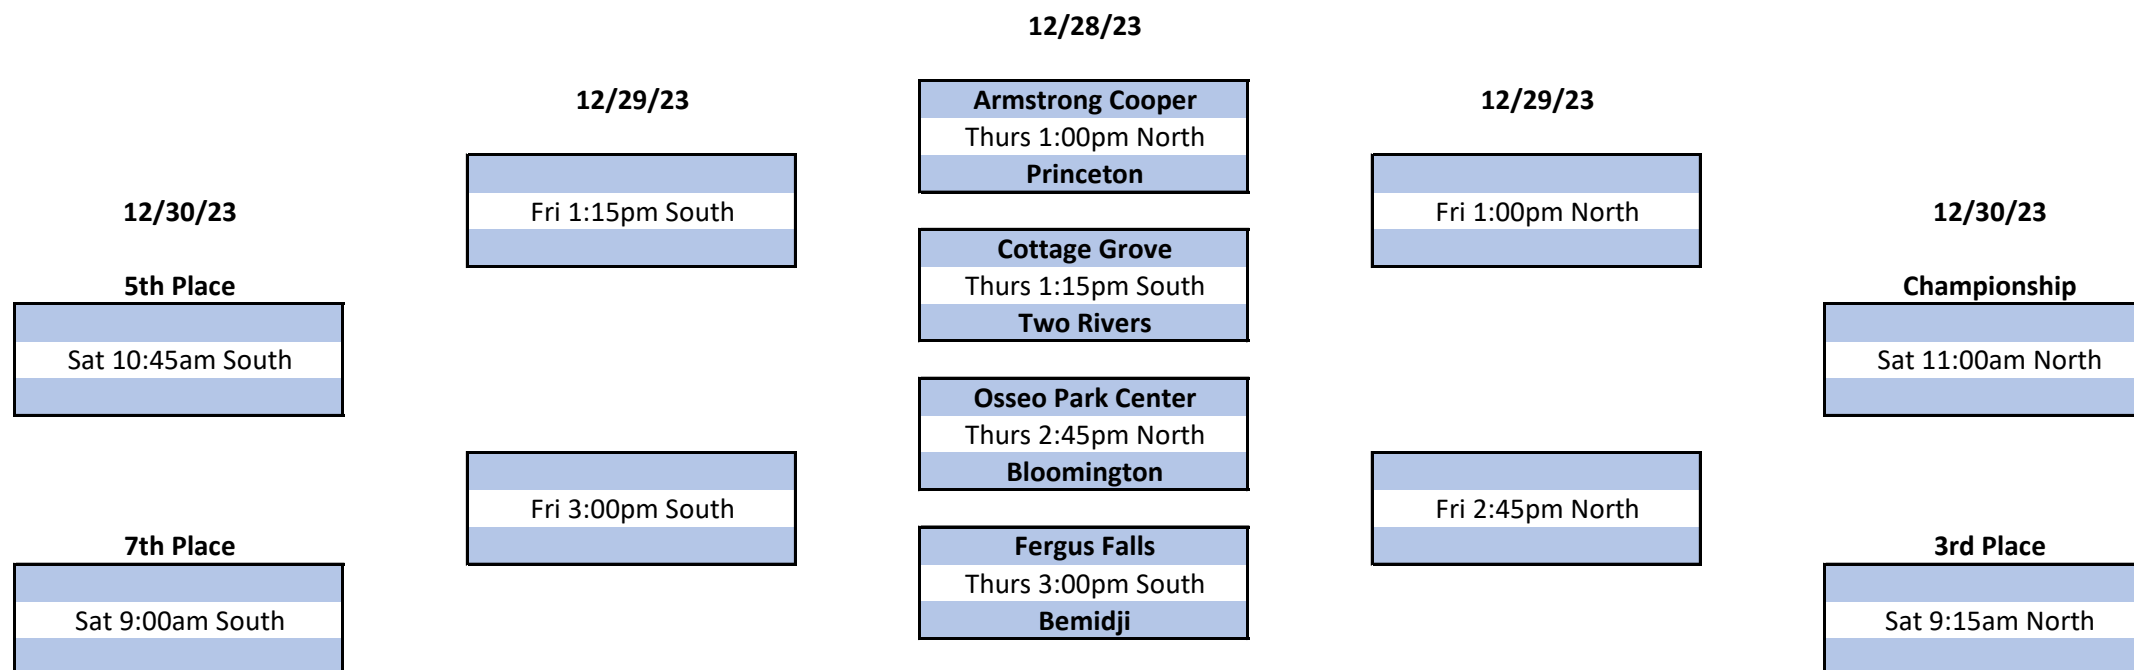 12/28/23
12/29/23
Armstrong Cooper
12/29/23
Thurs 1:00pm North
Princeton
12/30/23
Fri 1:15pm South
Fri 1:00pm North
12/30/23
Cottage Grove
5th Place
Thurs 1:15pm South
Championship
Two Rivers
Sat 10:45am South
Sat 11:00am North
Osseo Park Center
Thurs 2:45pm North
Bloomington
Fri 3:00pm South
Fri 2:45pm North
7th Place
Fergus Falls
3rd Place
Thurs 3:00pm South
Sat 9:00am South
Bemidji
Sat 9:15am North